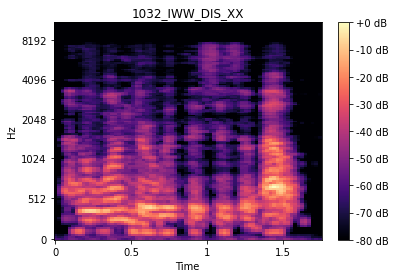 1032_IWW_DIS_XX
8192
4096
2048
1024
512
0
Hz
0
0.5
1
1.5
Time
+0 dB
-10 dB
-20 dB
-30 dB
-40 dB
-50 dB
-60 dB
-70 dB
-80 dB